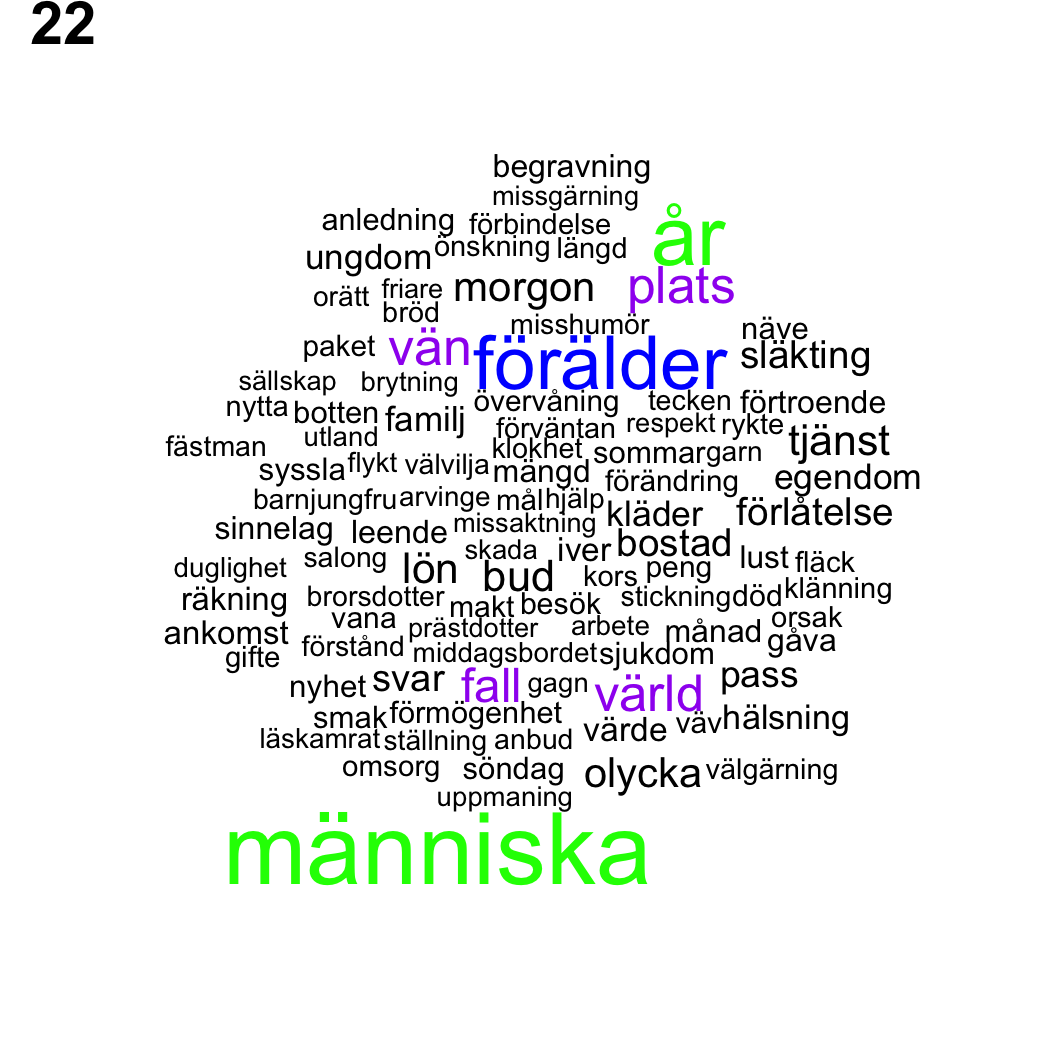 22
begravning
missgärning
anledning förbindelse år
ungdom önskning längd
orätt friare morgon plats
bröd
misshumör näve
paket vän förälder släkting
sällskap brytning
nytta botten familj övervåning tecken förtroende
fästman utland förväntan respekt rykte tjänst
klokhet sommargarn
syssla flykt välvilja mängd förändring egendom
barnjungfru arvinge mål hjälp kläder förlåtelse
sinnelag leende missaktning
salong skada iver bostad lust fläck
duglighet lön bud kors peng
räkning brorsdotter makt besök stickning död klänning
ankomst vana prästdotter arbete månad orsak
gifte förstånd middagsbordet sjukdom gåva
nyhet svar fall gagn värld pass
smak förmögenhet värde väv hälsning
läskamrat ställning anbud
omsorg söndag olycka välgärning
uppmaning
människa